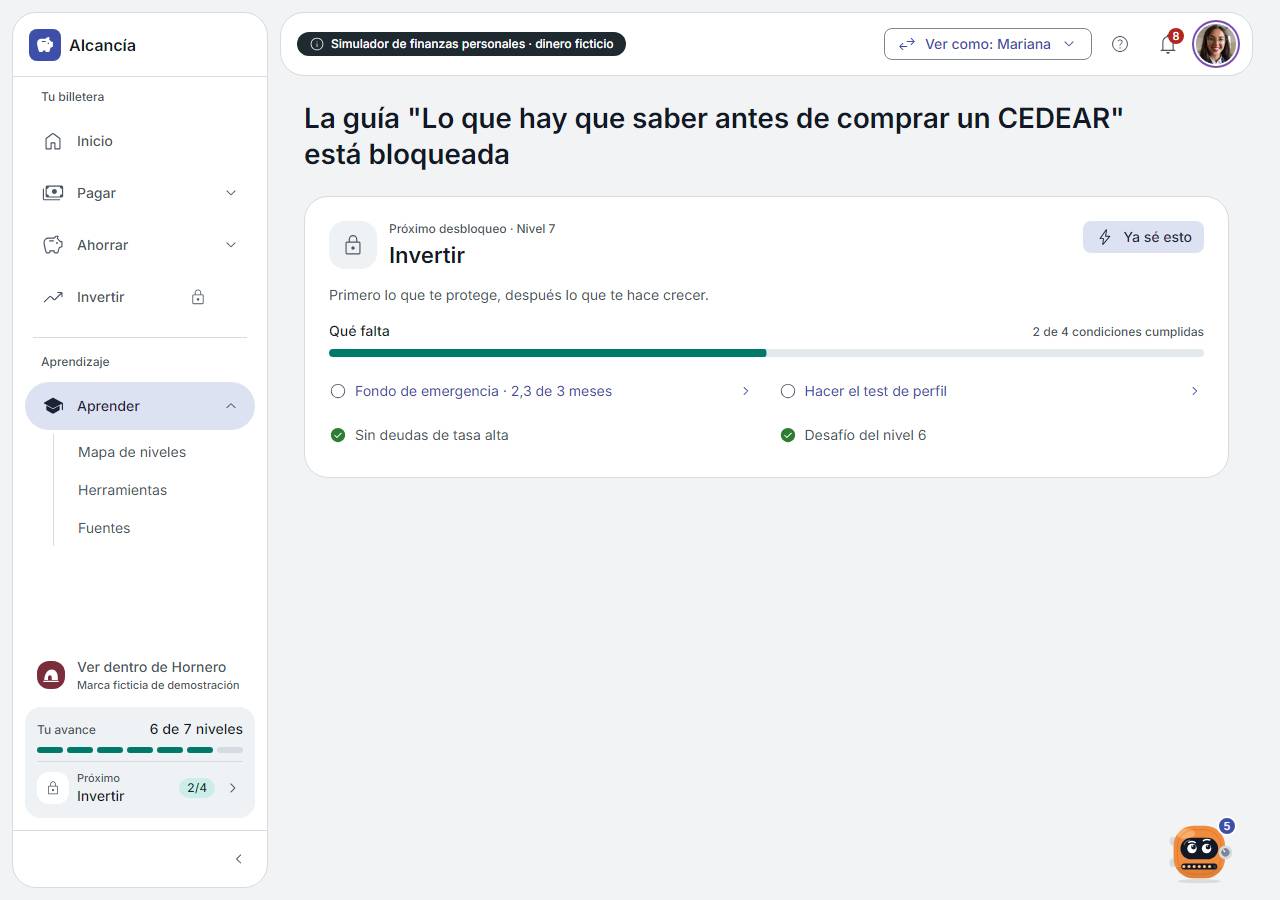 Alcancía
Tu billetera
Inicio
Pagar
Ahorrar
Invertir
Aprendizaje
Aprender
Mapa de niveles
Herramientas
Fuentes
Ver dentro de Hornero
Marca ficticia de demostración
Tu avance
6 de 7 niveles
Próximo
Invertir
2/4
Simulador de finanzas personales · dinero ficticio
Ver como: Mariana
8
La guía "Lo que hay que saber antes de comprar un CEDEAR"
está bloqueada
Próximo desbloqueo · Nivel 7
Invertir
Ya sé esto
Primero lo que te protege, después lo que te hace crecer.
Qué falta
2 de 4 condiciones cumplidas
Fondo de emergencia · 2,3 de 3 meses
Hacer el test de perfil
Sin deudas de tasa alta
Desafío del nivel 6
5